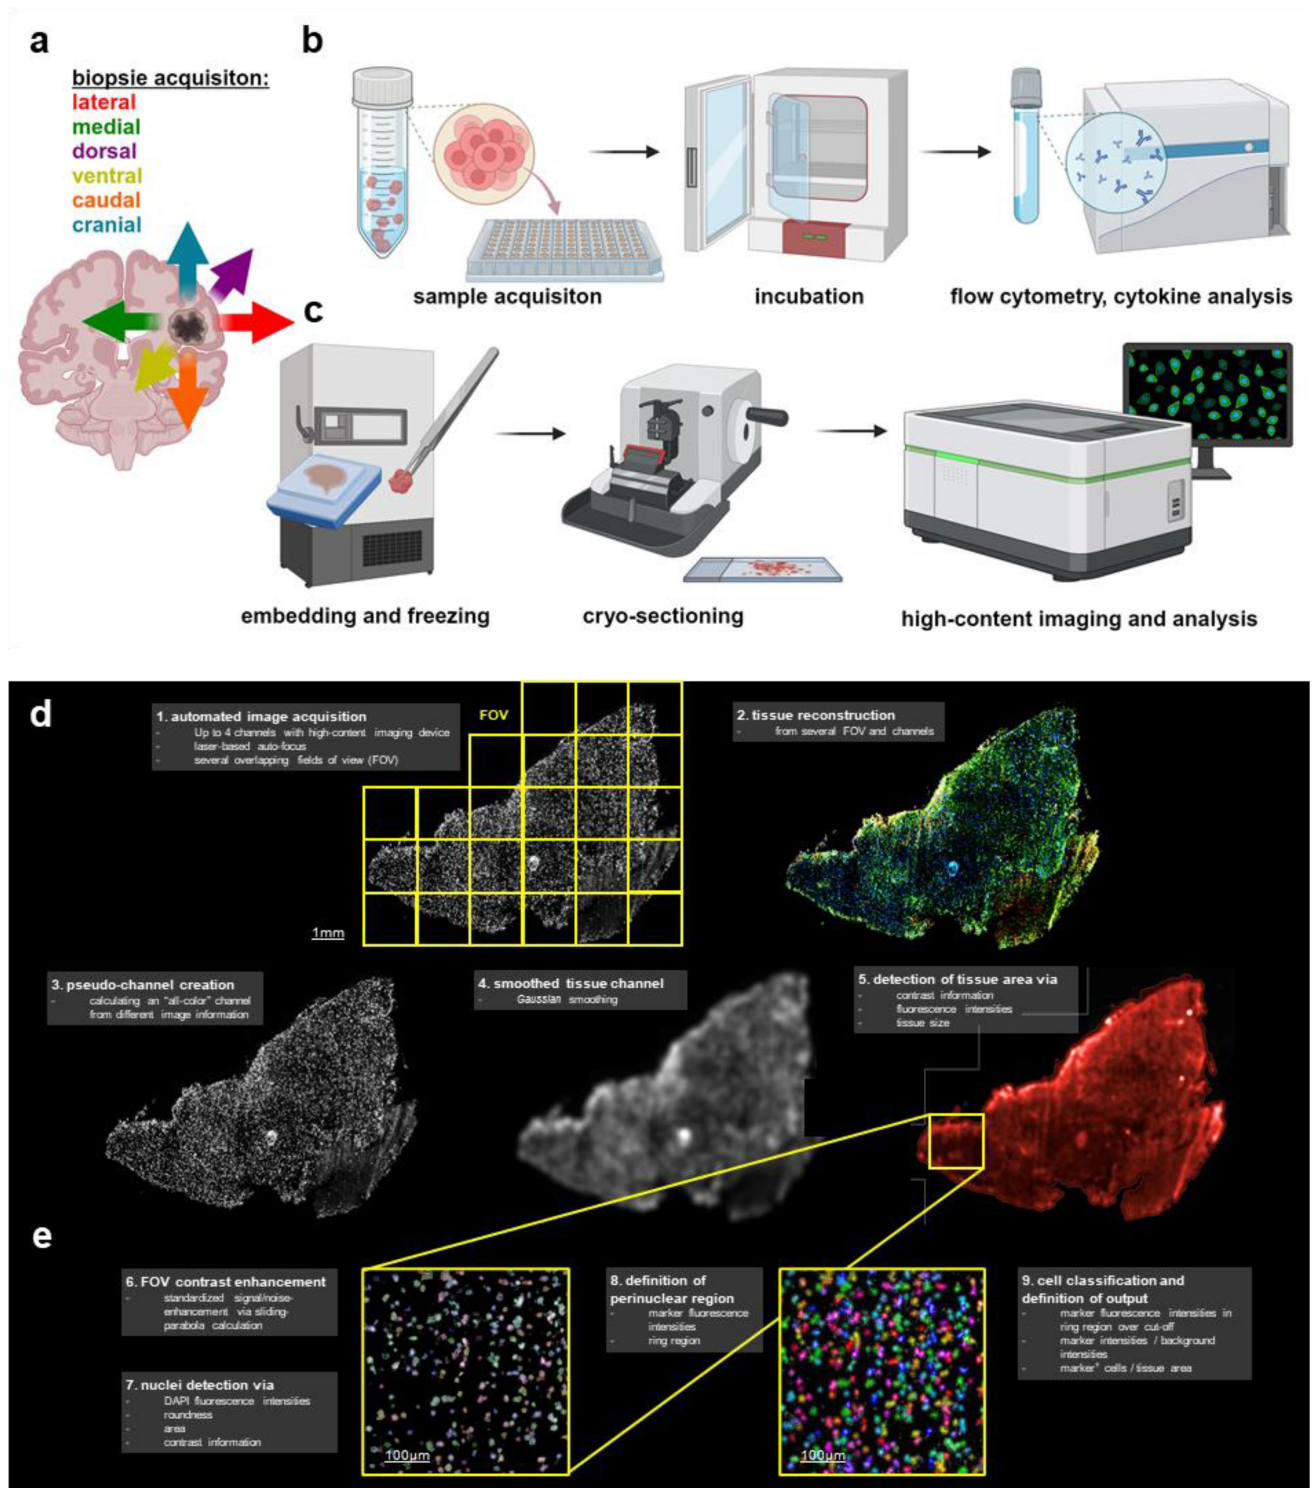 a
biopsie acquisiton:
lateral
medial
dorsal
ventral
caudal
cranial
b
sample acquisiton
incubation
flow cytometry, cytokine analysis
c
embedding and freezing
cryo-sectioning
high-content imaging and analysis
d
1. automated image acquisition
- Up to 4 channels with high-content imaging device
- laser-based auto-focus
- several overlapping fields of view (FOV)
FOV
1mm
2. tissue reconstruction
- from several FOV and channels
3. pseudo-channel creation
- calculating an "all-color" channel
from different image information
4. smoothed tissue channel
- Gaussian smoothing
5. detection of tissue area via
- contrast information
- fluorescence intensities
- tissue size
e
6. FOV contrast enhancement
- standardized signal/noise-
enhancement via sliding-
parabola calculation
7. nuclei detection via
- DAPI fluorescence intensities
- roundness
- area
- contrast information
100µm
8. definition of
perinuclear region
- marker fluorescence
intensities
- ring region
100µm
9. cell classification and
definition of output
- marker fluorescence intensities in
ring region over cut-off
- marker intensities / background
intensities
- marker⁺ cells / tissue area